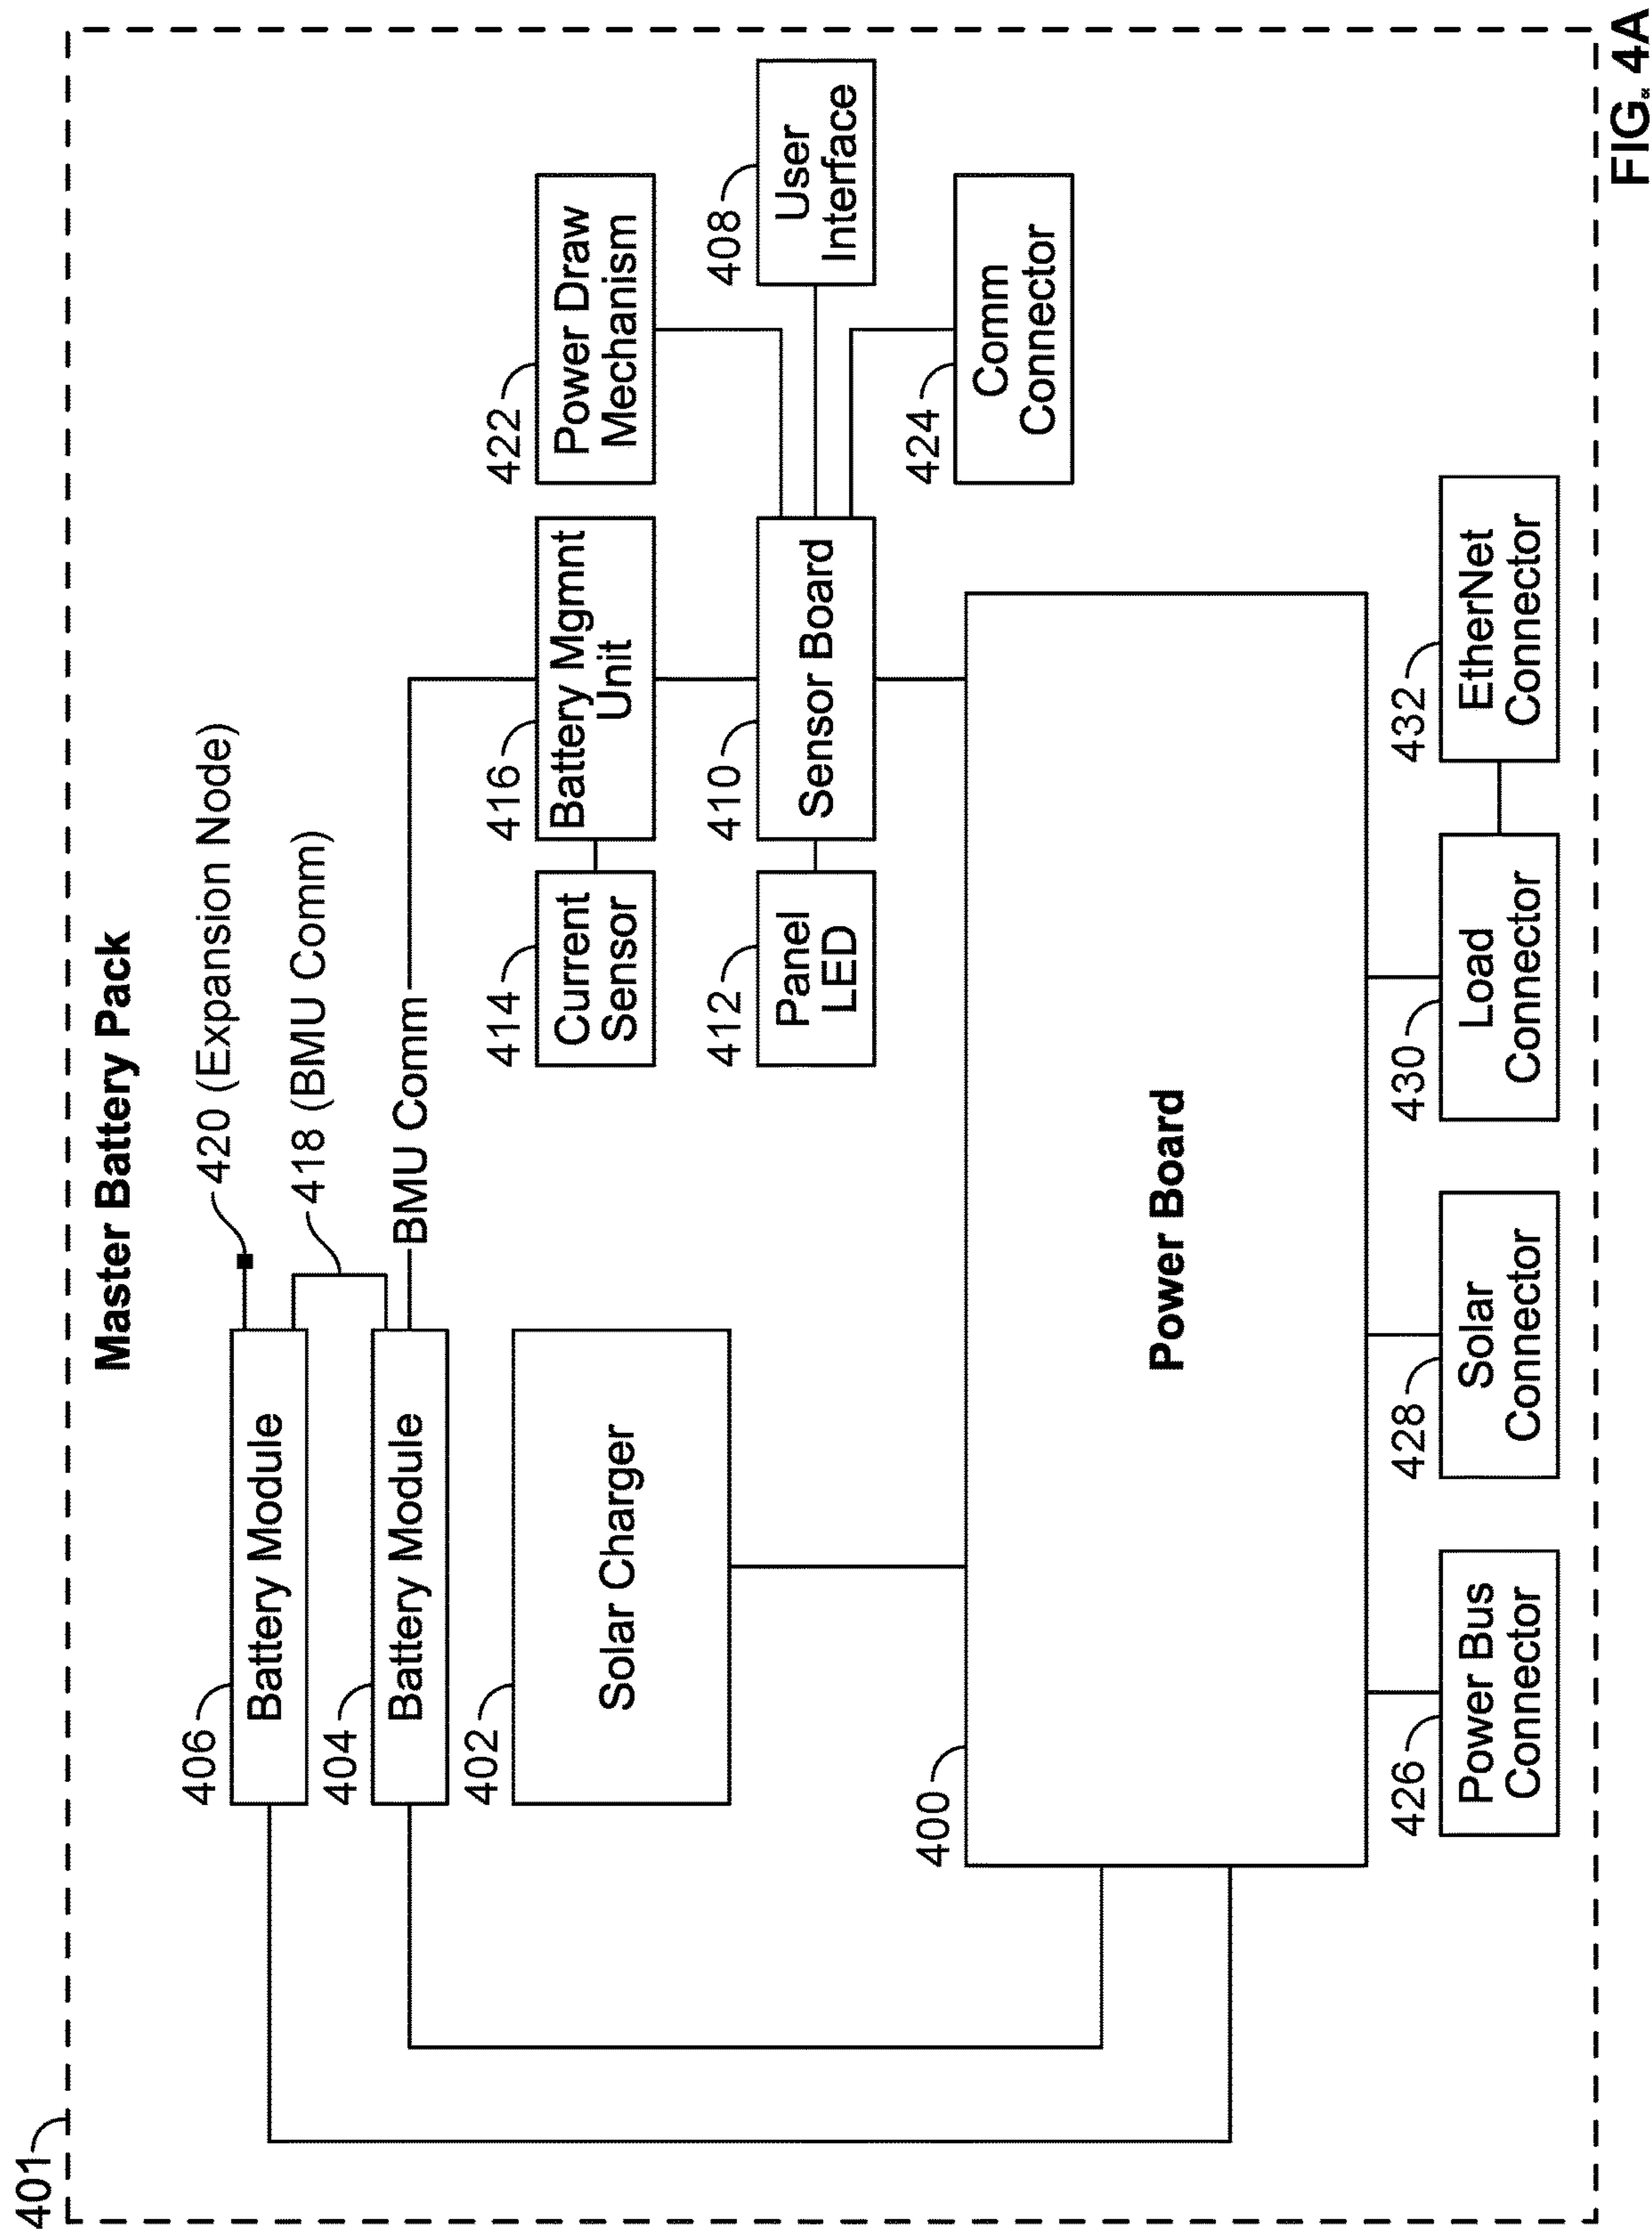 401
Master Battery Pack
406
Battery Module
420 (Expansion Node)
418 (BMU Comm)
404
Battery Module
BMU Comm
402
Solar Charger
414
Current
Sensor
416
Battery Mgmnt
Unit
422
Power Draw
Mechanism
412
Panel
LED
410
Sensor Board
408
User
Interface
424
Comm
Connector
400
Power Board
426
Power Bus
Connector
428
Solar
Connector
430
Load
Connector
432
EtherNet
Connector
FIG. 4A